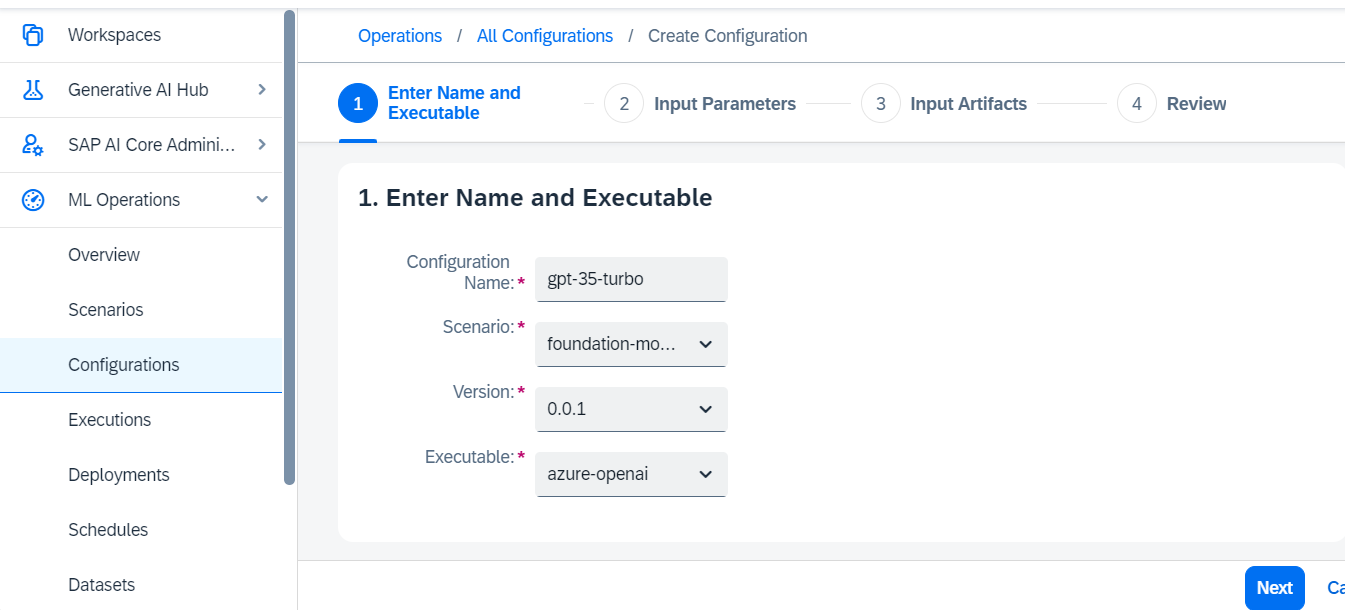 Workspaces
Generative AI Hub
SAP AI Core Admini...
ML Operations
Overview
Scenarios
Configurations
Executions
Deployments
Schedules
Datasets
Operations / All Configurations / Create Configuration
1 Enter Name and Executable
2 Input Parameters
3 Input Artifacts
4 Review
1. Enter Name and Executable
Configuration
Name:* gpt-35-turbo
Scenario:* foundation-mo...
Version:* 0.0.1
Executable:* azure-openai
Next Ca